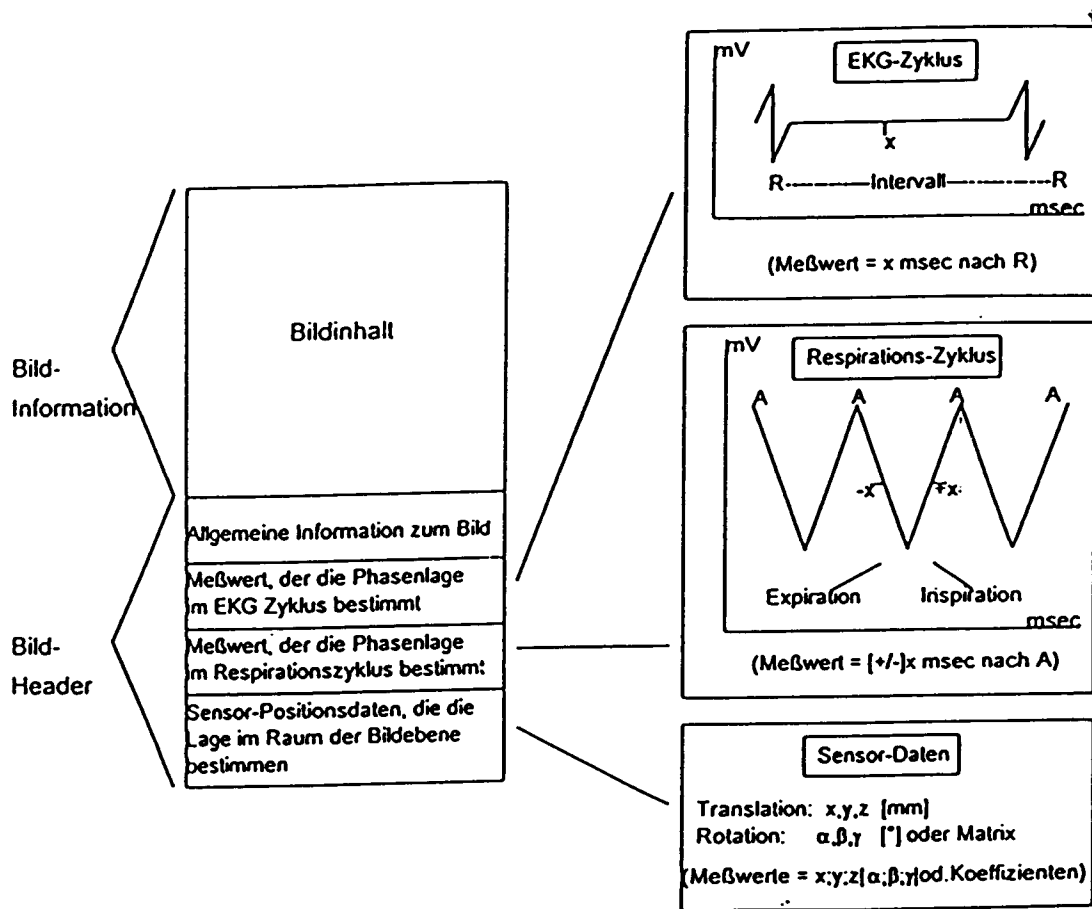 Bild-
Information
Bild-
Header
Bildinhalt
Allgemeine Information zum Bild
Meßwert, der die Phasenlage
im EKG Zyklus bestimmt
Meßwert, der die Phasenlage
im Respirationszyklus bestimmt
Sensor-Positionsdaten, die die
Lage im Raum der Bildebene
bestimmen
mV
EKG-Zyklus
x
R--------Intervall-----------R
msec
(Meßwert = x msec nach R)
mV
Respirations-Zyklus
A A A A
-x +x
Expiration Inspiration
msec
(Meßwert = [+/-]x msec nach A)
Sensor-Daten
Translation: x,y,z [mm]
Rotation: α,β,γ [°] oder Matrix
(Meßwerte = x;y;z[α;β;γ]od.Koeffizienten)